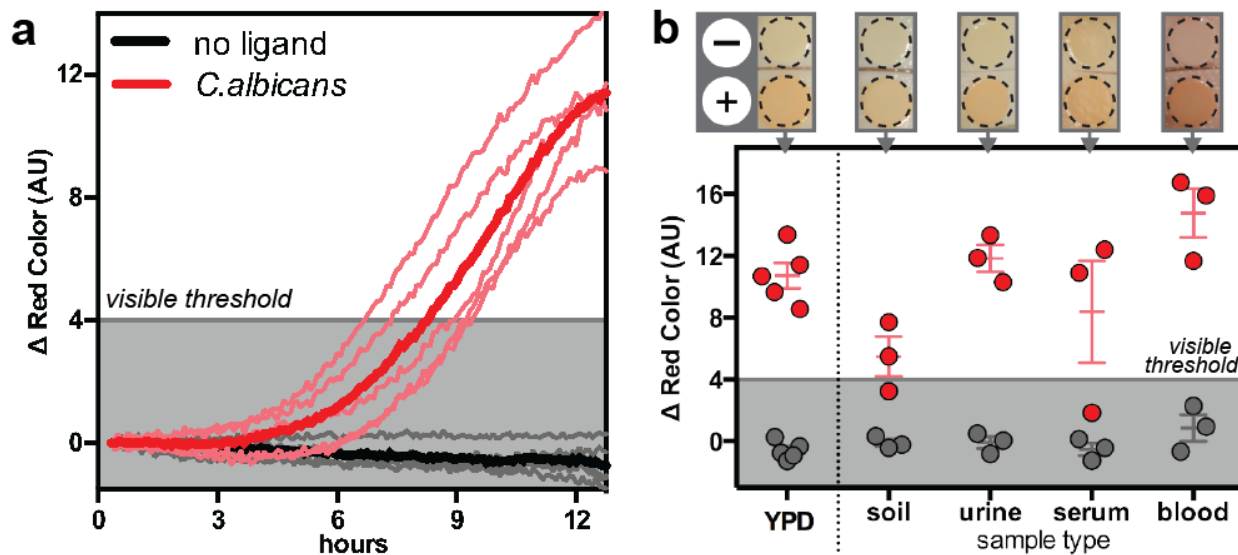 a
no ligand
C.albicans
Δ Red Color (AU)
12
8
4
0
visible threshold
0
3
6
9
12
hours
b
−
+
Δ Red Color (AU)
16
12
8
4
0
visible
threshold
YPD
soil
urine
serum
blood
sample type